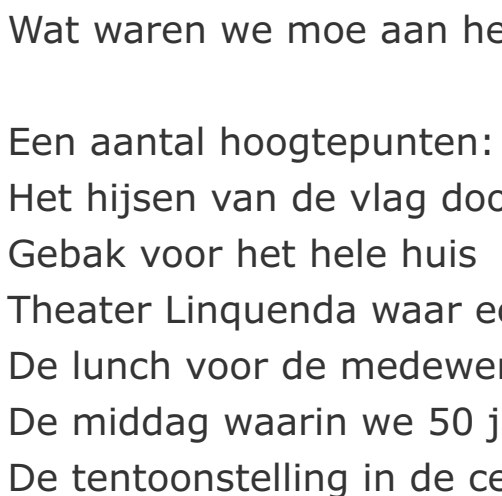 Wat waren we moe aan
Een aantal hoogtepunten:
Het hijsen van de vlag
Gebak voor het hele huis
Theater Linquenda waar
De lunch voor de
De middag waarin we 50
De tentoonstelling in de